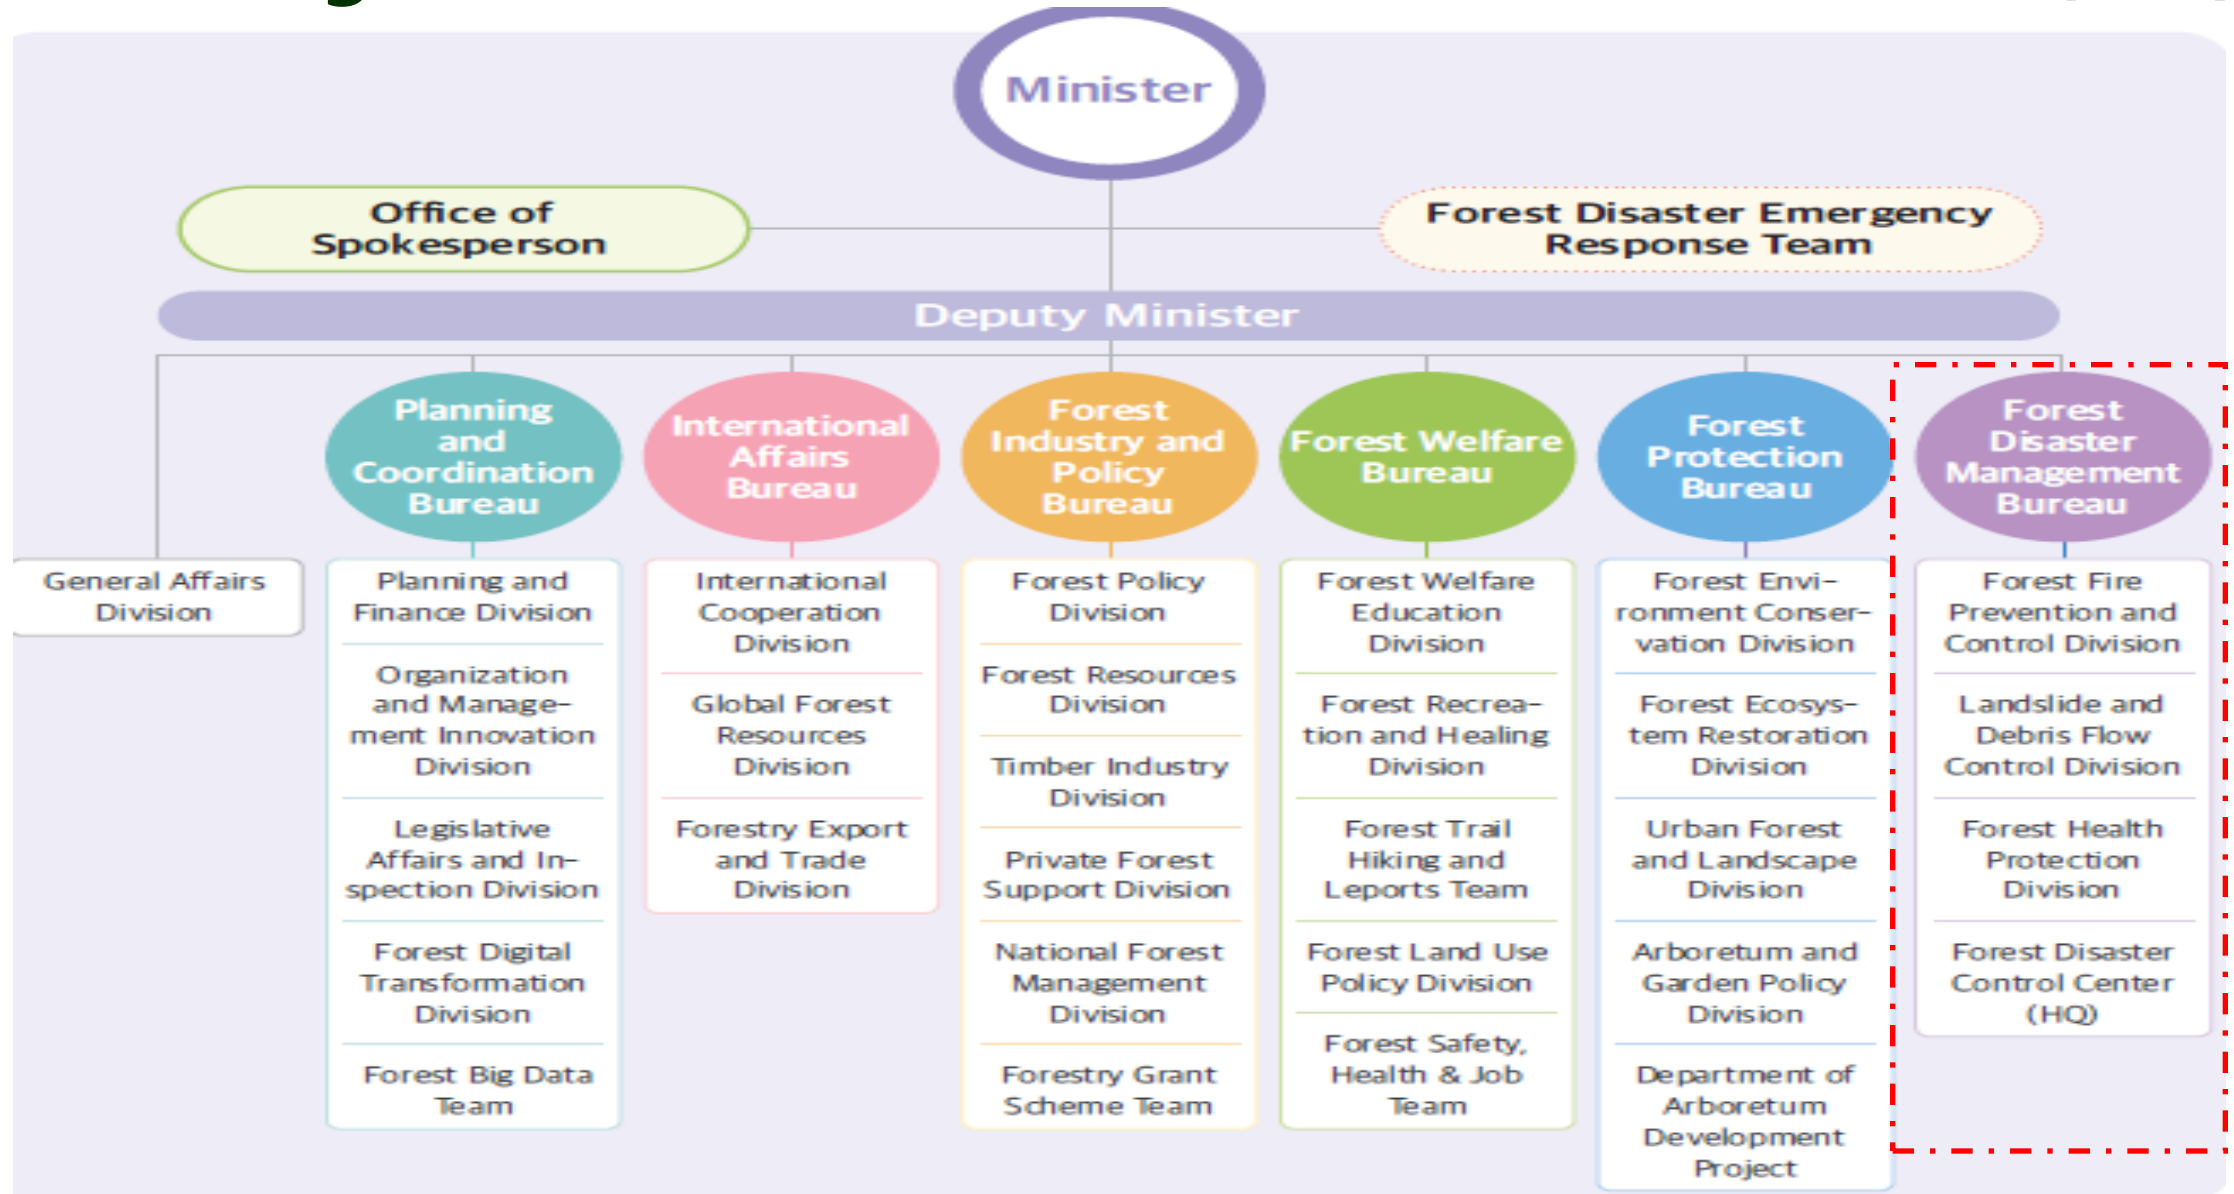 Minister
Office of
Spokesperson
Forest Disaster Emergency
Response Team
Deputy Minister
General Affairs
Division
Planning
and
Coordination
Bureau
Planning and
Finance Division
Organization
and Manage-
ment Innovation
Division
Legislative
Affairs and In-
spection Division
Forest Digital
Transformation
Division
Forest Big Data
Team
International
Affairs
Bureau
International
Cooperation
Division
Global Forest
Resources
Division
Forestry Export
and Trade
Division
Forest
Industry and
Policy
Bureau
Forest Policy
Division
Forest Resources
Division
Timber Industry
Division
Private Forest
Support Division
National Forest
Management
Division
Forestry Grant
Scheme Team
Forest Welfare
Bureau
Forest Welfare
Education
Division
Forest Recrea-
tion and Healing
Division
Forest Trail
Hiking and
Leports Team
Forest Land Use
Policy Division
Forest Safety,
Health & Job
Team
Forest
Protection
Bureau
Forest Envi-
ronment Conser-
vation Division
Forest Ecosys-
tem Restoration
Division
Urban Forest
and Landscape
Division
Arboretum and
Garden Policy
Division
Department of
Arboretum
Development
Project
Forest
Disaster
Management
Bureau
Forest Fire
Prevention and
Control Division
Landslide and
Debris Flow
Control Division
Forest Health
Protection
Division
Forest Disaster
Control Center
(HQ)